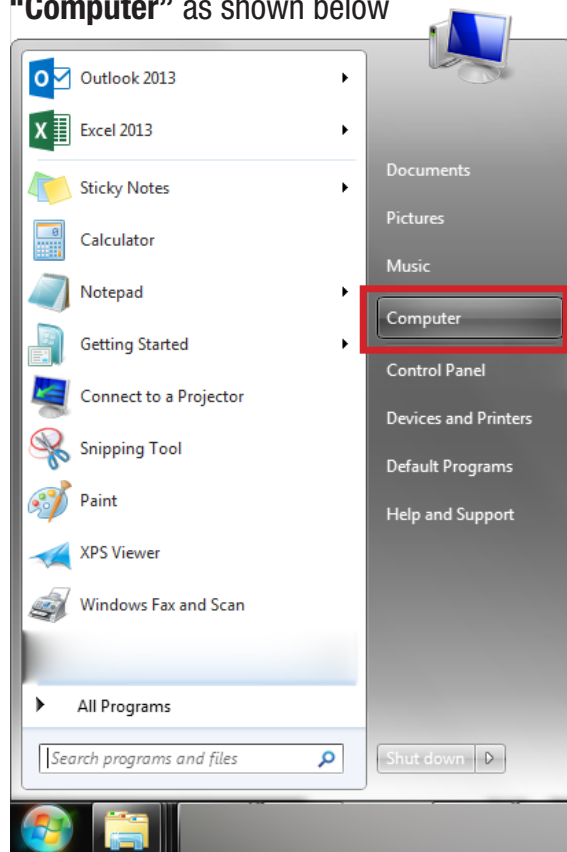 "Computer" as shown below
Outlook 2013
Excel 2013
Sticky Notes
Calculator
Notepad
Getting Started
Connect to a Projector
Snipping Tool
Paint
XPS Viewer
Windows Fax and Scan
All Programs
Search programs and files
Documents
Pictures
Music
Computer
Control Panel
Devices and Printers
Default Programs
Help and Support
Shut down